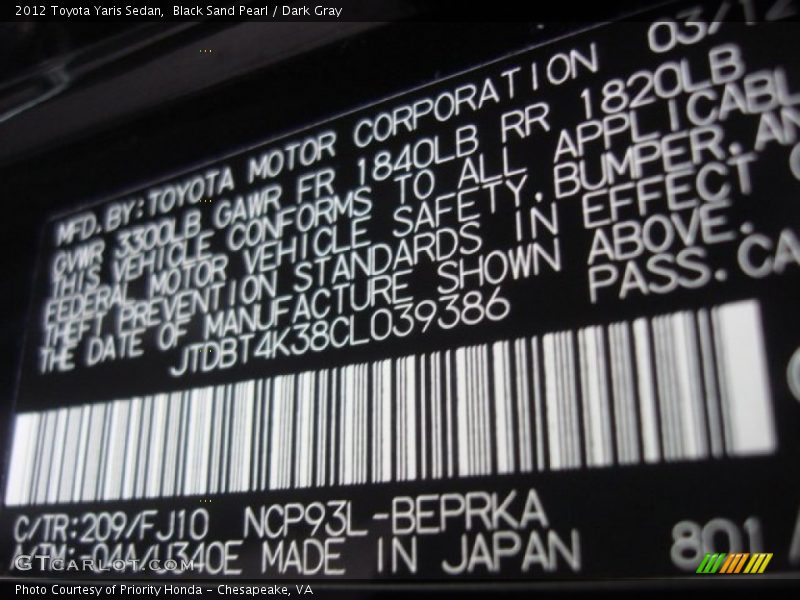 2012 Toyota Yaris Sedan,  Black Sand Pearl / Dark Gray
MFD.BY:TOYOTA MOTOR CORPORATION 03/12
GVWR 3300LB GAWR FR 1840LB RR 1820LB
THIS VEHICLE CONFORMS TO ALL APPLICABL
FEDERAL MOTOR VEHICLE SAFETY,BUMPER,AN
THEFT PREVENTION STANDARDS IN EFFECT
THE DATE OF MANUFACTURE SHOWN ABOVE.
JTDBT4K38CL039386 PASS.CA
C/TR:209/FJ10 NCP93L-BEPRKA
-04A/U340E MADE IN JAPAN 801
GTcarlot.com
Photo Courtesy of Priority Honda - Chesapeake, VA